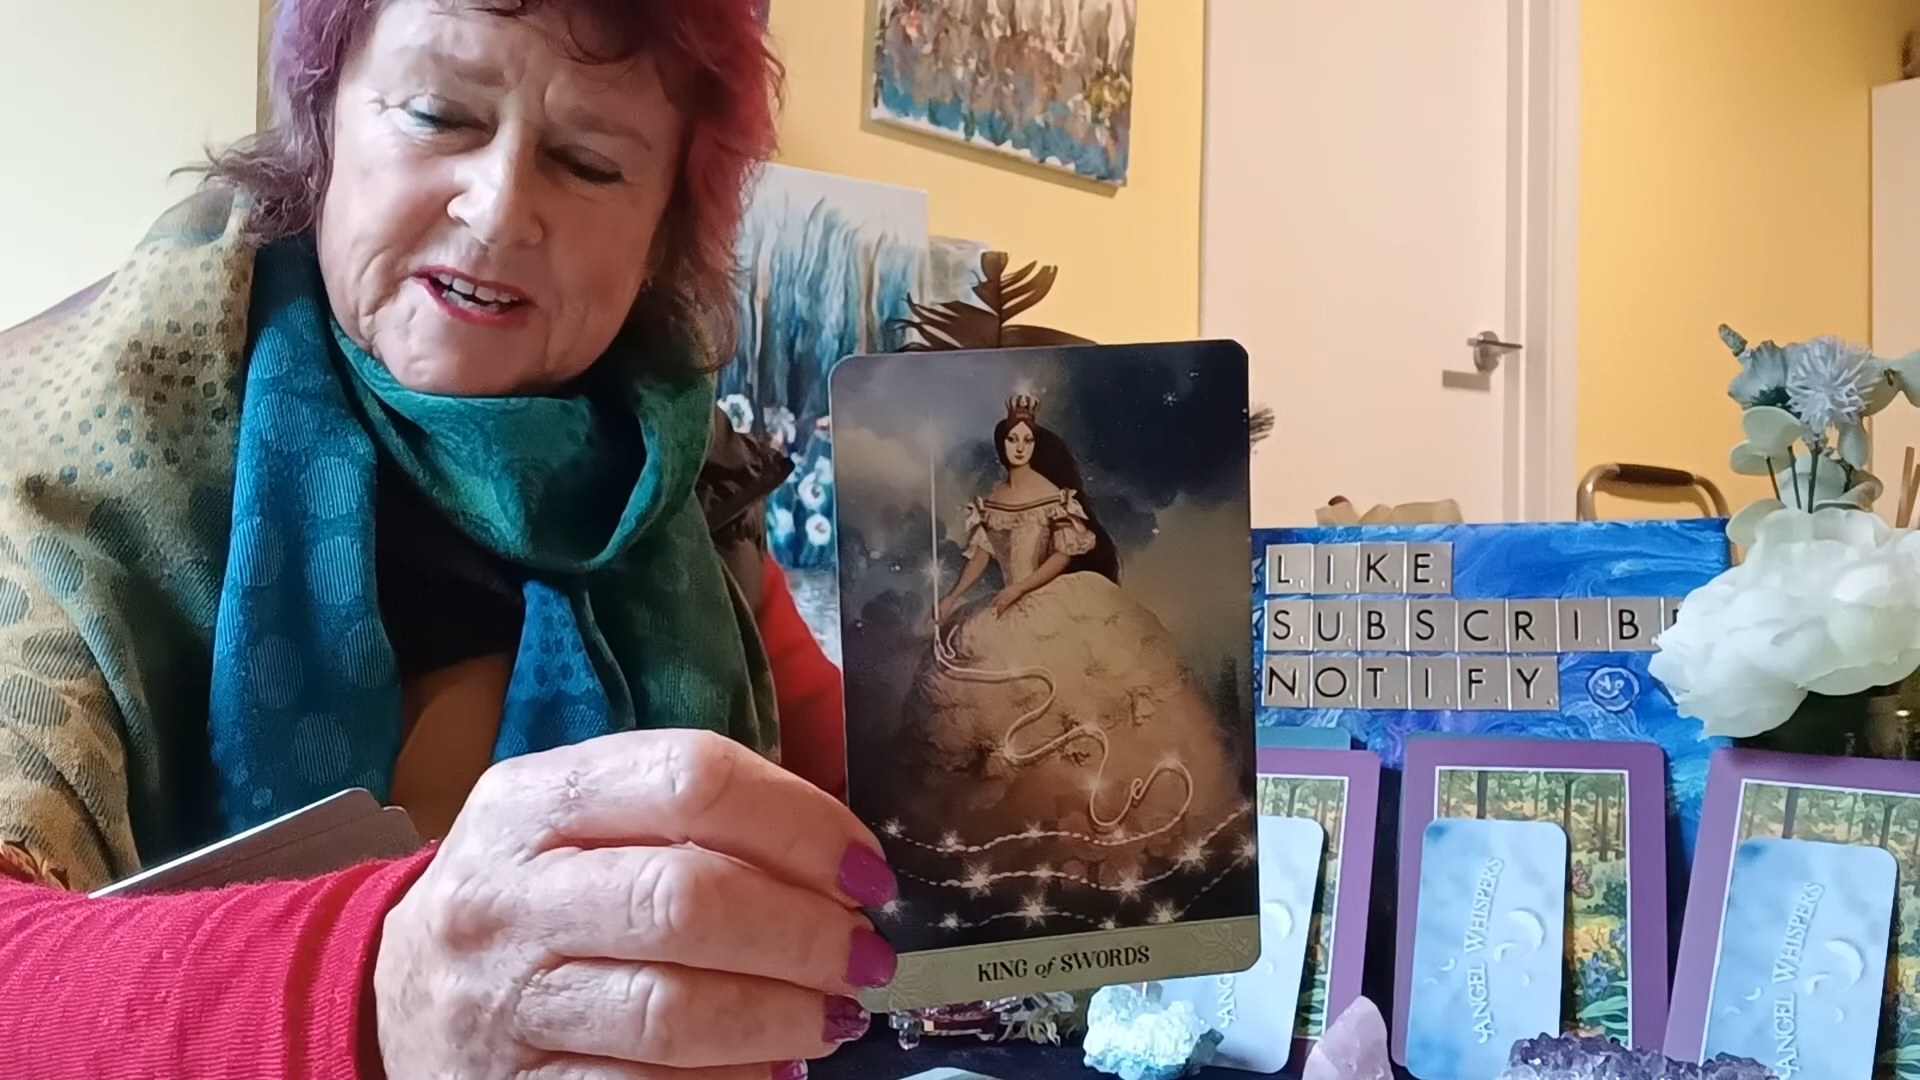 KING of SWORDS
LIKE
SUBSCRIBE
NOTIFY
ANGEL WHISPERS
ANGEL WHISPERS